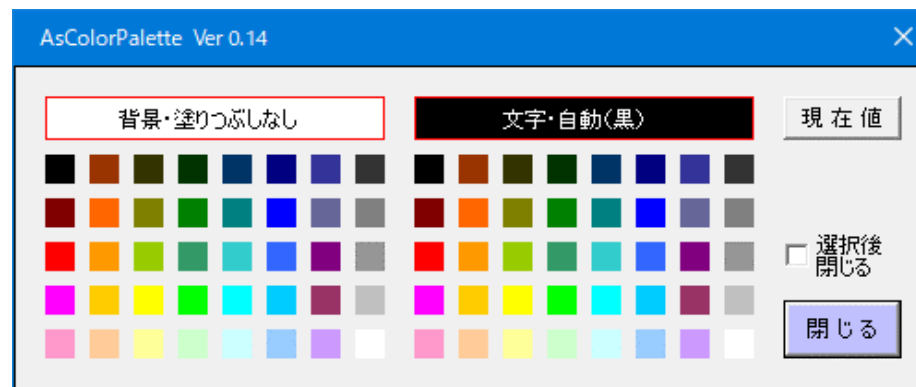 AsColorPalette Ver 0.14
背景・塗りつぶしなし
文字・自動(黒)
現在値
選択後
閉じる
閉じる